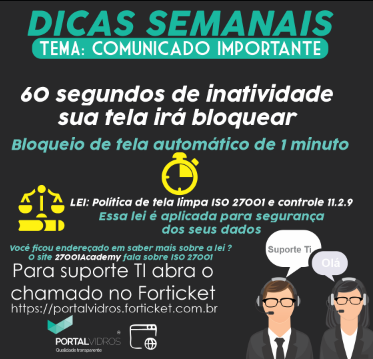 DICAS SEMANAIS
TEMA: COMUNICADO IMPORTANTE
60 segundos de inatividade
sua tela irá bloquear
Bloqueio de tela automático de 1 minuto
LEI: Política de tela limpa ISO 27001 e controle 11.2.9
Essa lei é aplicada para segurança
dos seus dados
Você ficou endereçado em saber mais sobre a lei ?
O site 27001Academy fala sobre ISO 27001
Para suporte TI abra o
chamado no Forticket
https://portalvidros.forticket.com.br
Suporte Ti
Olá
PORTALVIDROS
Qualidade transparente